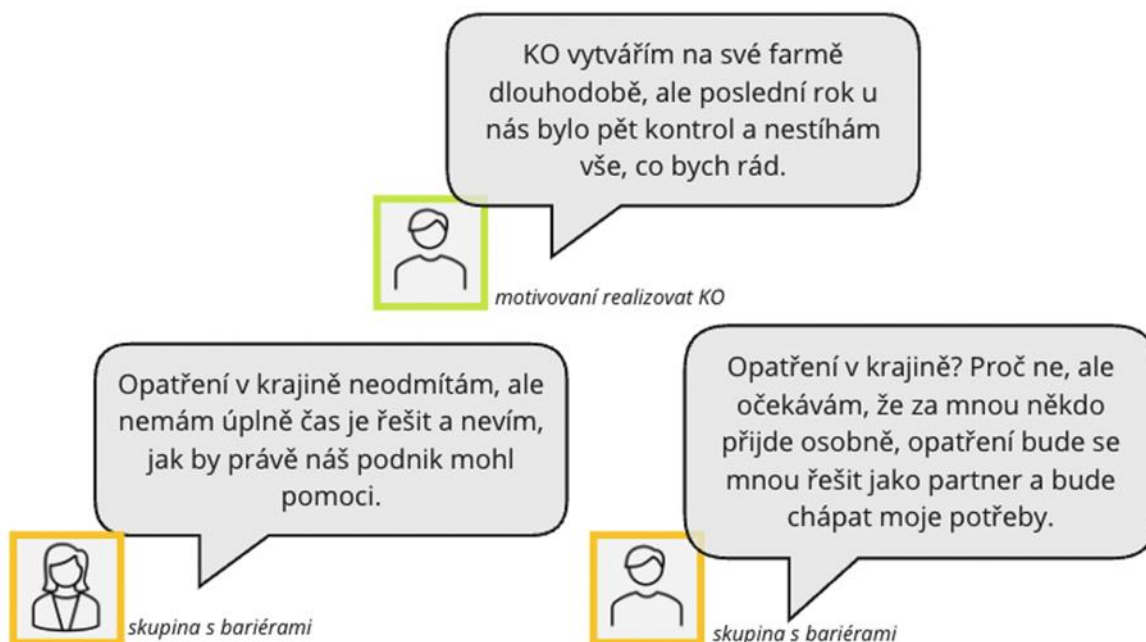 KO vytvářím na své farmě
dlouhodobě, ale poslední rok u
nás bylo pět kontrol a nestíhám
vše, co bych rád.
motivovaní realizovat KO
Opatření v krajině neodmítám, ale
nemám úplně čas je řešit a nevím,
jak by právě náš podnik mohl
pomoci.
skupina s bariérami
Opatření v krajině? Proč ne, ale
očekávám, že za mnou někdo
přijde osobně, opatření bude se
mnou řešit jako partner a bude
chápat moje potřeby.
skupina s bariérami